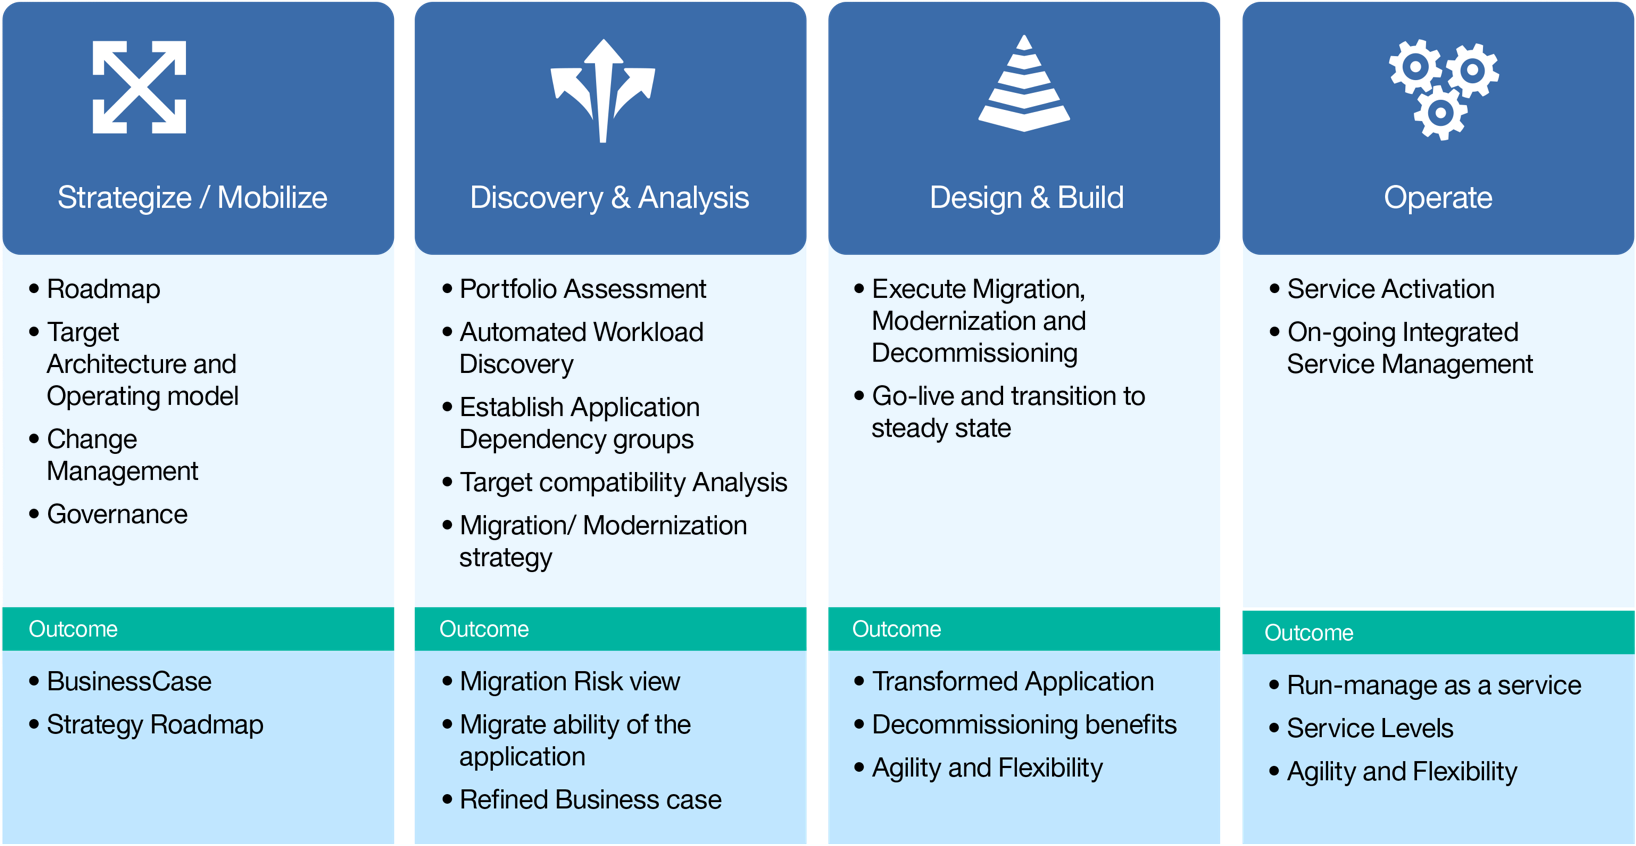 Strategize / Mobilize
• Roadmap
• Target
Architecture and
Operating model
• Change
Management
• Governance
Outcome
• BusinessCase
• Strategy Roadmap
Discovery & Analysis
• Portfolio Assessment
• Automated Workload
Discovery
• Establish Application
Dependency groups
• Target compatibility Analysis
• Migration/ Modernization
strategy
Outcome
• Migration Risk view
• Migrate ability of the
application
• Refined Business case
Design & Build
• Execute Migration,
Modernization and
Decommissioning
• Go-live and transition to
steady state
Outcome
• Transformed Application
• Decommissioning benefits
• Agility and Flexibility
Operate
• Service Activation
• On-going Integrated
Service Management
Outcome
• Run-manage as a service
• Service Levels
• Agility and Flexibility